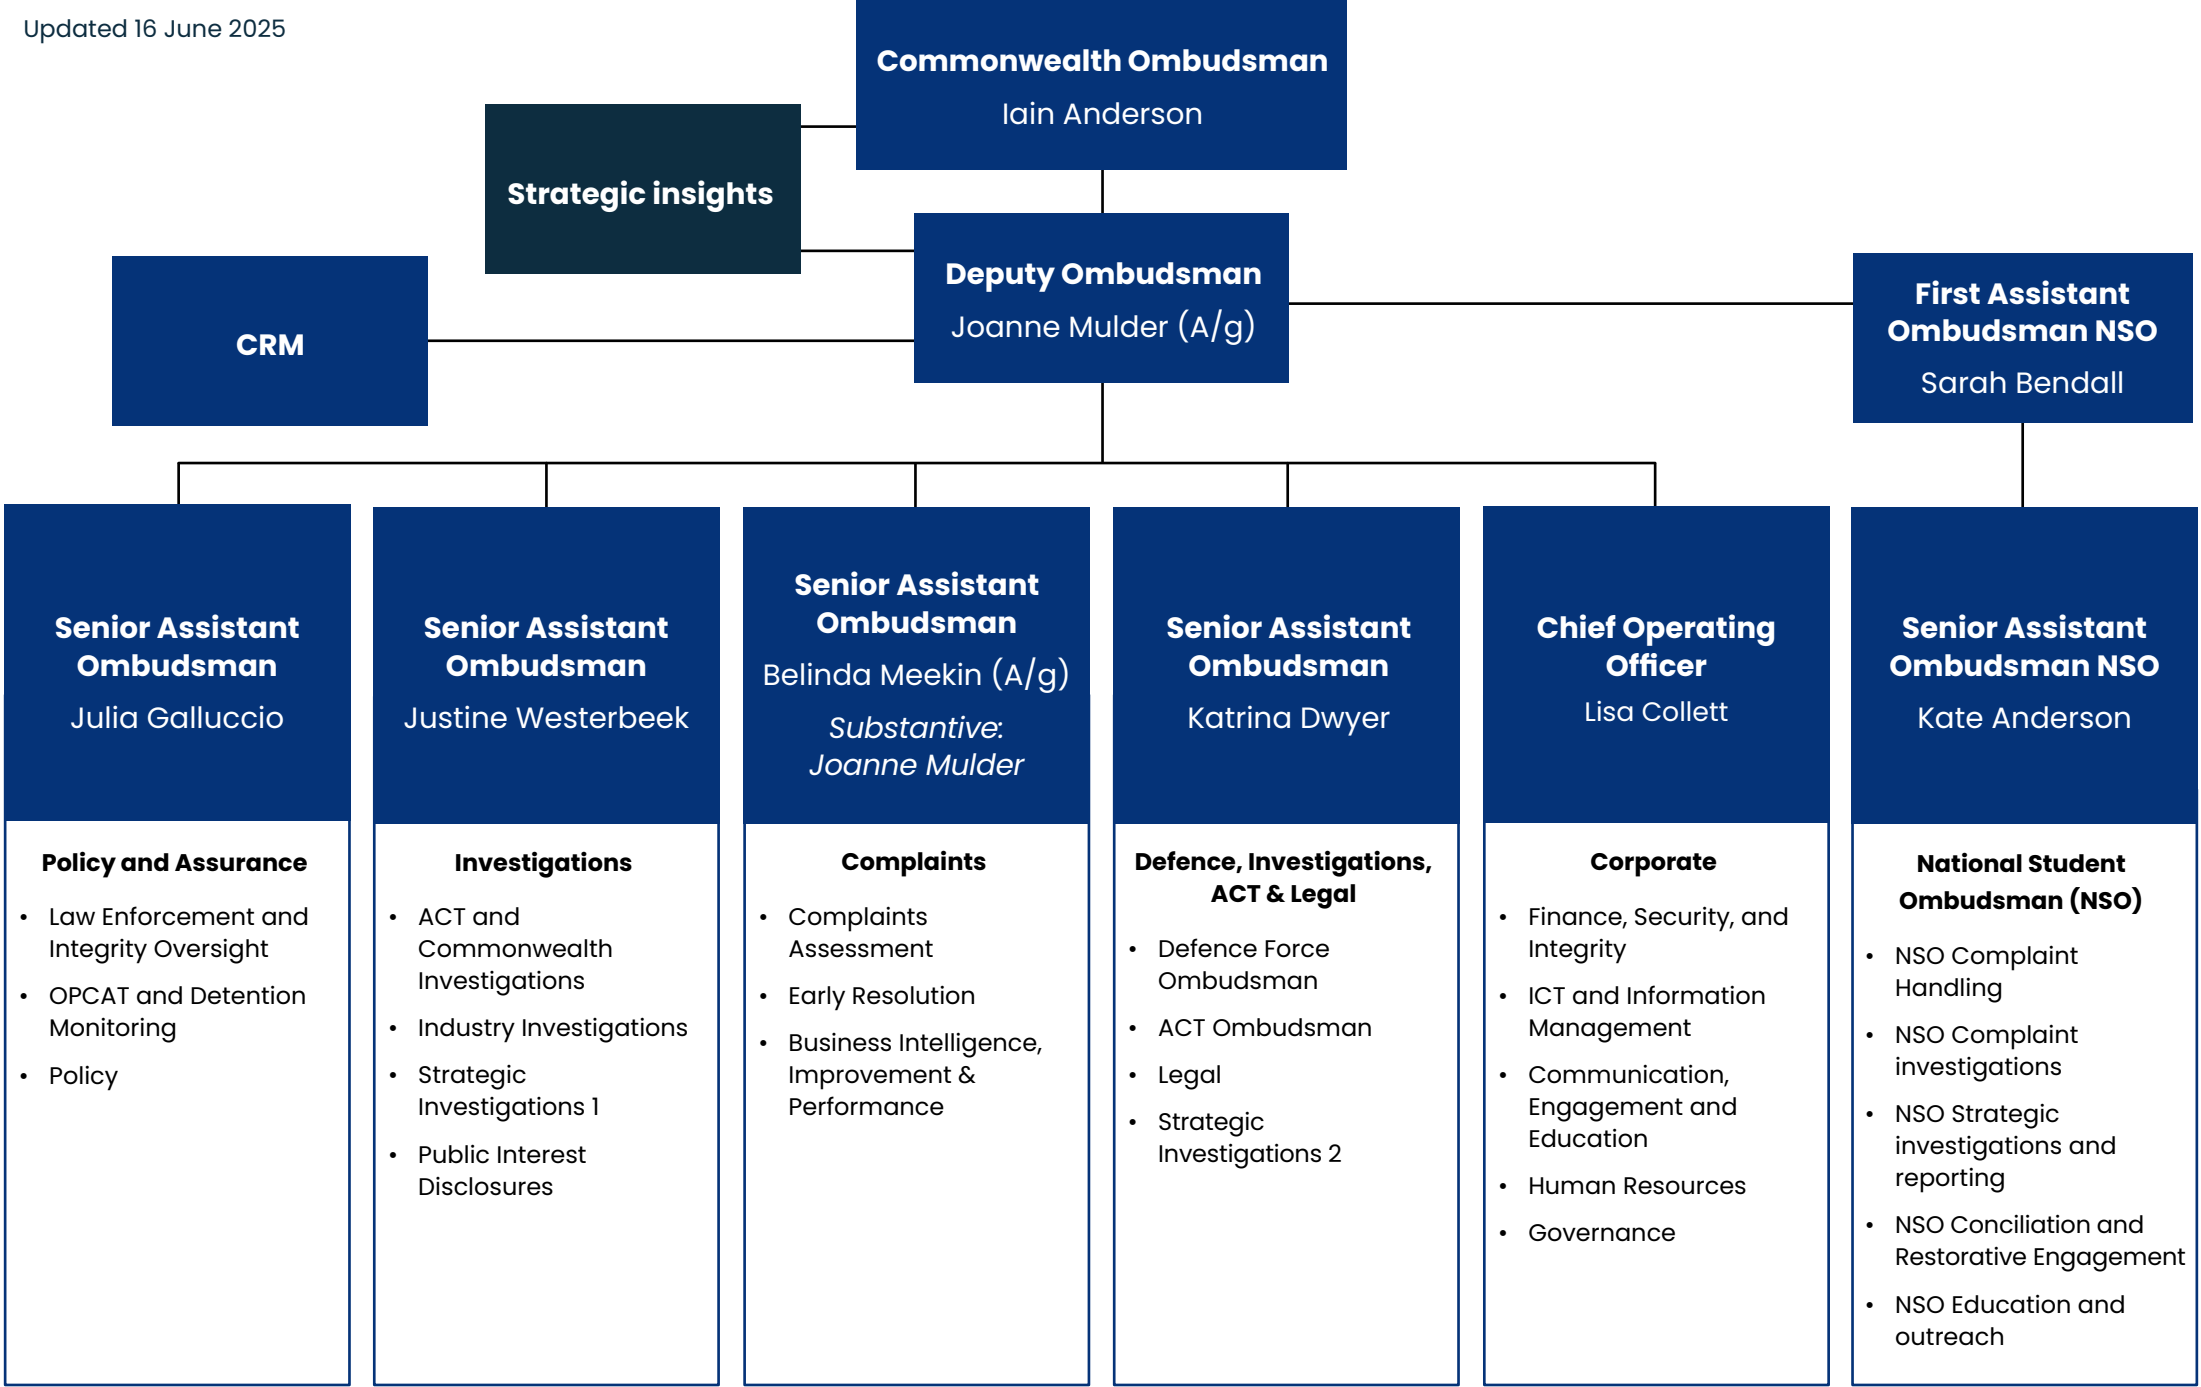 Updated 16 June 2025
Commonwealth Ombudsman
Iain Anderson
Strategic insights
Deputy Ombudsman
Joanne Mulder (A/g)
CRM
First Assistant
Ombudsman NSO
Sarah Bendall
Senior Assistant
Ombudsman
Julia Galluccio
Policy and Assurance
• Law Enforcement and
Integrity Oversight
• OPCAT and Detention
Monitoring
• Policy
Senior Assistant
Ombudsman
Justine Westerbeek
Investigations
• ACT and
Commonwealth
Investigations
• Industry Investigations
• Strategic
Investigations 1
• Public Interest
Disclosures
Senior Assistant
Ombudsman
Belinda Meekin (A/g)
Substantive:
Joanne Mulder
Complaints
• Complaints
Assessment
• Early Resolution
• Business Intelligence,
Improvement &
Performance
Senior Assistant
Ombudsman
Katrina Dwyer
Defence, Investigations,
ACT & Legal
• Defence Force
Ombudsman
• ACT Ombudsman
• Legal
• Strategic
Investigations 2
Chief Operating
Officer
Lisa Collett
Corporate
• Finance, Security, and
Integrity
• ICT and Information
Management
• Communication,
Engagement and
Education
• Human Resources
• Governance
Senior Assistant
Ombudsman NSO
Kate Anderson
National Student
Ombudsman (NSO)
• NSO Complaint
Handling
• NSO Complaint
investigations
• NSO Strategic
investigations and
reporting
• NSO Conciliation and
Restorative Engagement
• NSO Education and
outreach